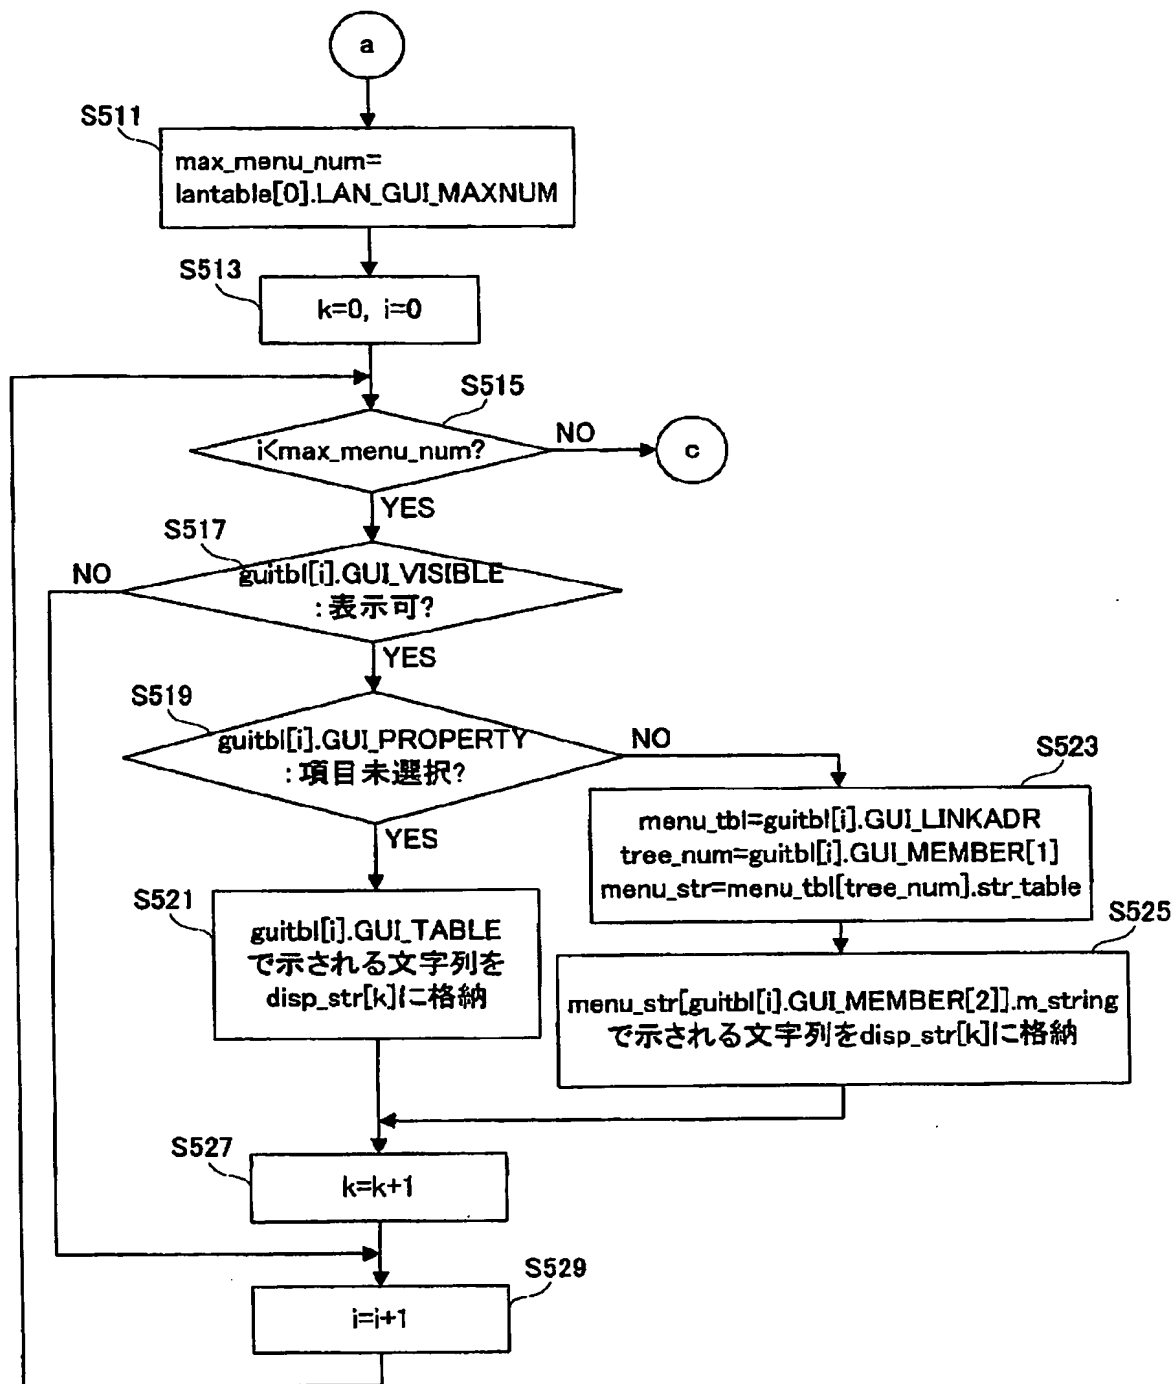 a
S511
max_menu_num=
lantable[0].LAN_GUI_MAXNUM
S513
k=0, i=0
S515
i<max_menu_num?
NO
c
YES
S517
NO
guitbl[i].GUI_VISIBLE
:表示可?
YES
S519
guitbl[i].GUI_PROPERTY
:項目未選択?
NO
YES
S523
menu_tbl=guitbl[i].GUI_LINKADR
tree_num=guitbl[i].GUI_MEMBER[1]
menu_str=menu_tbl[tree_num].str_table
S521
guitbl[i].GUI_TABLE
で示される文字列を
disp_str[k]に格納
S525
menu_str[guitbl[i].GUI_MEMBER[2]].m_string
で示される文字列をdisp_str[k]に格納
S527
k=k+1
S529
i=i+1